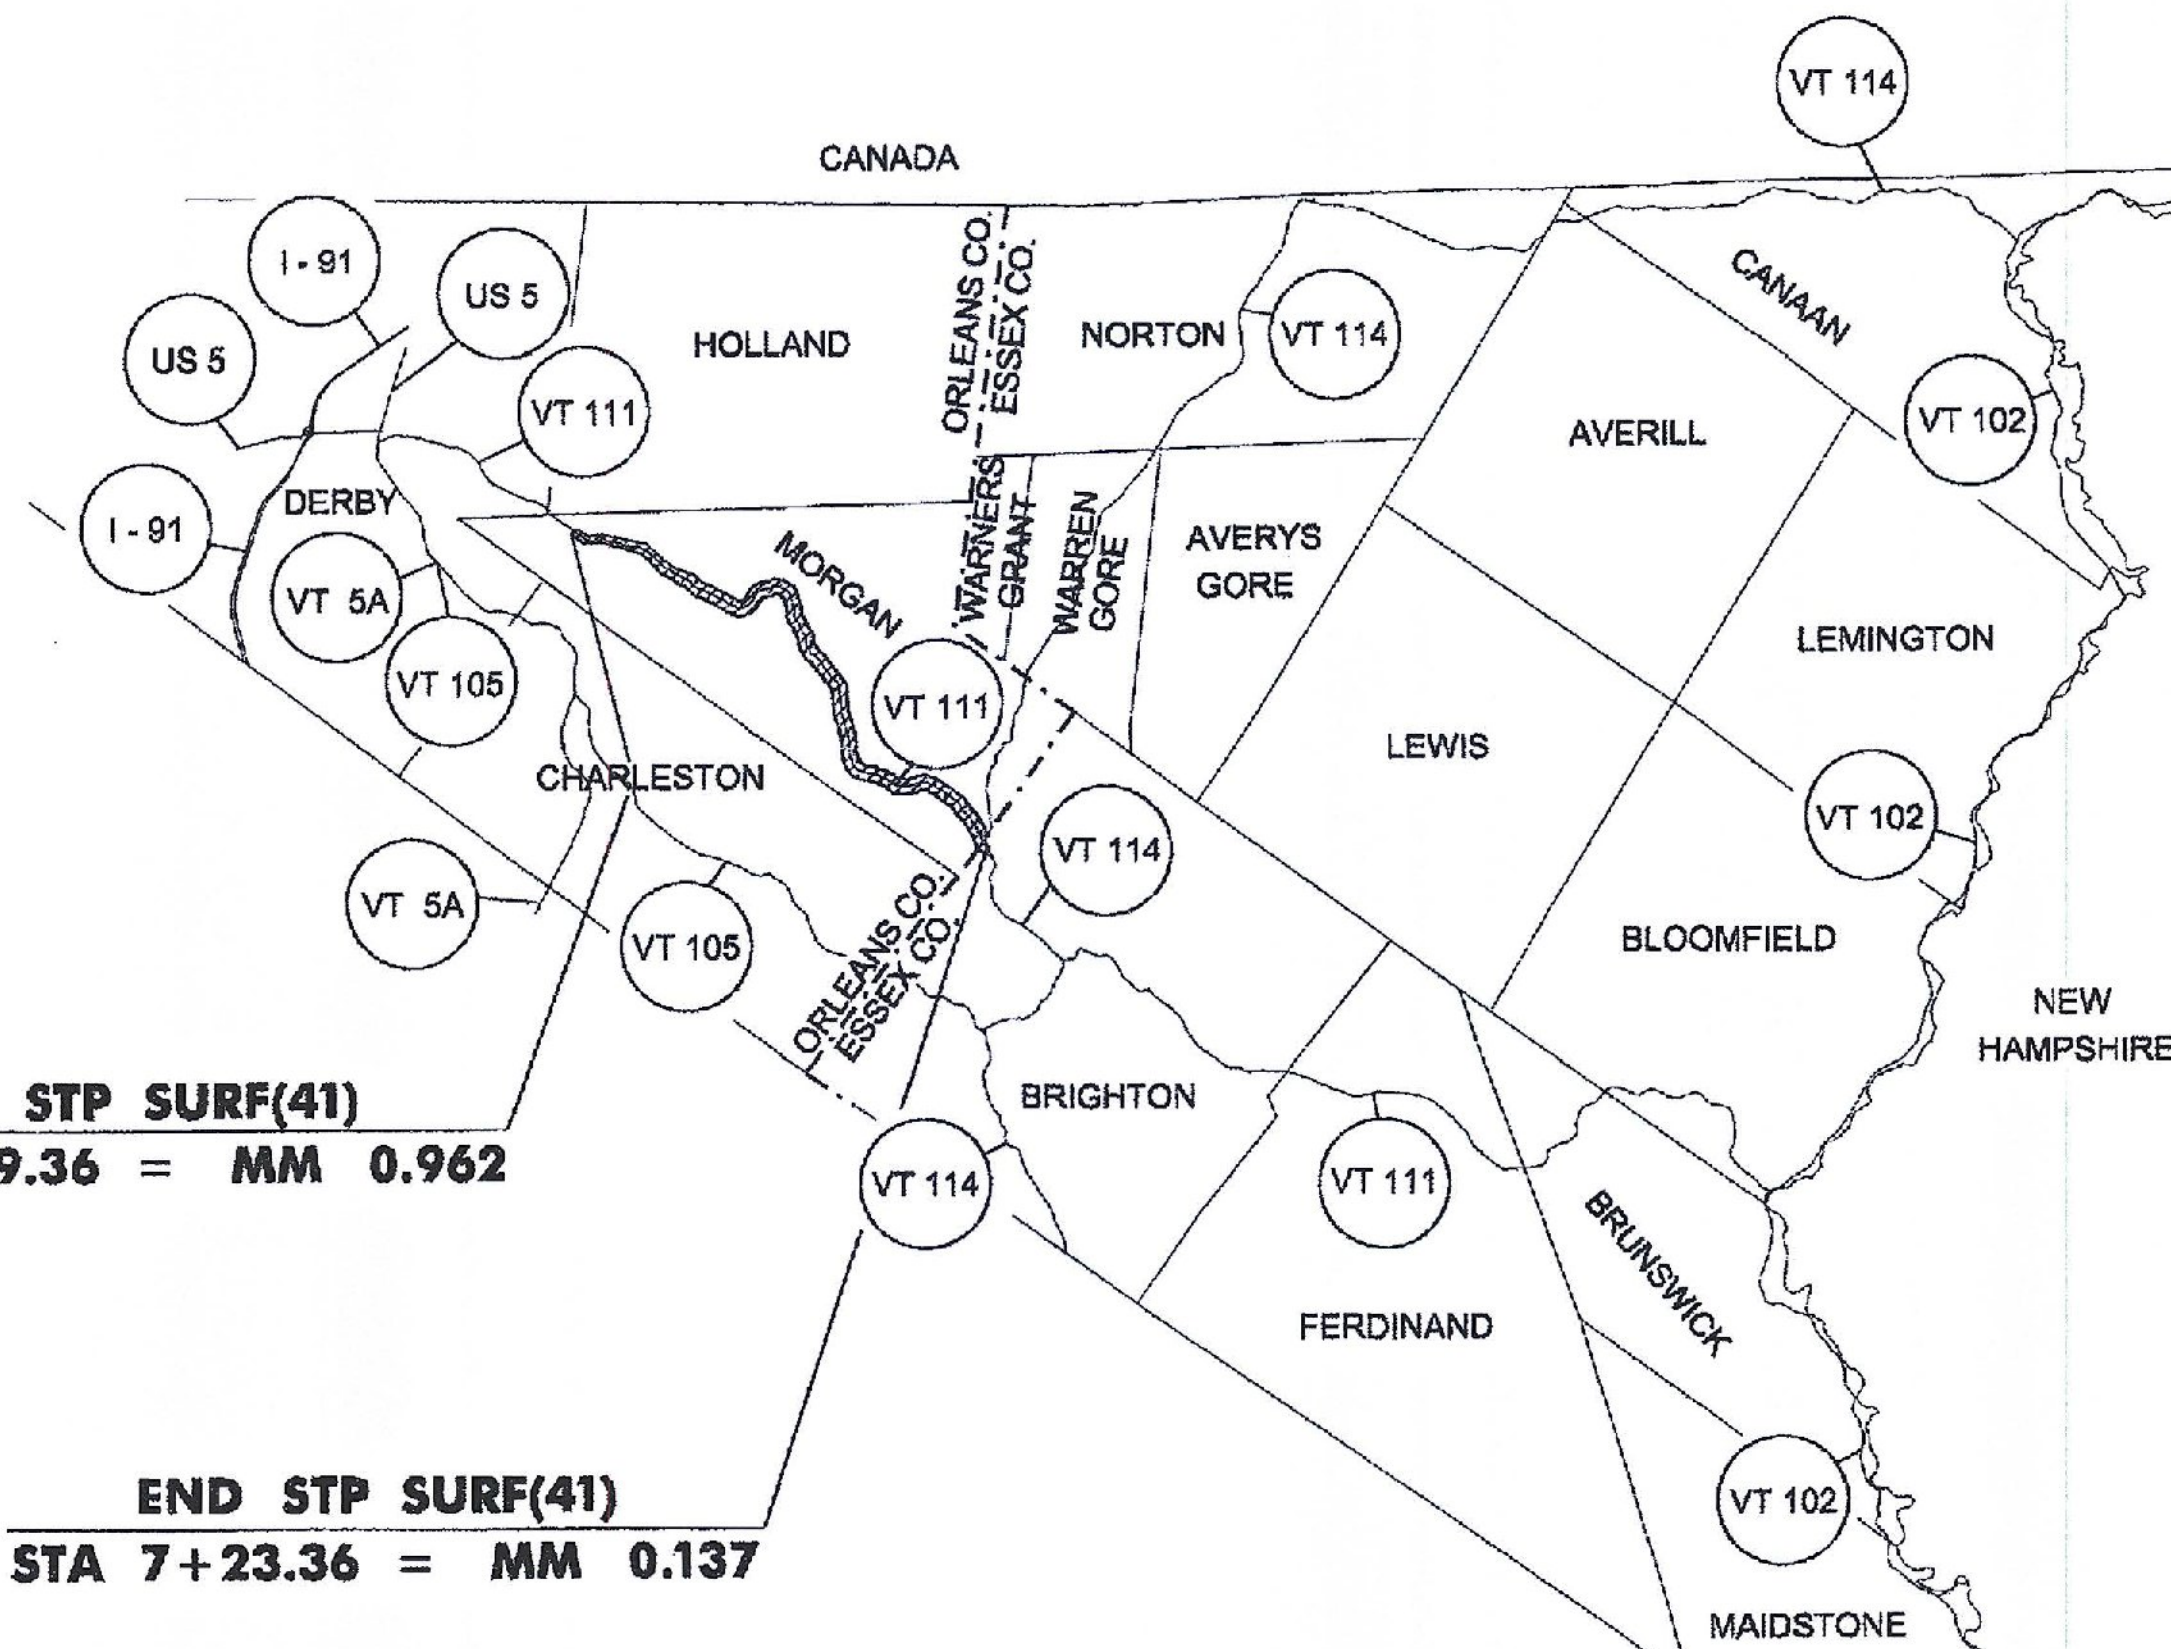 VT 114
CANADA
I - 91
US 5
US 5
HOLLAND
ORLEANS CO.
ESSEX CO.
NORTON
VT 114
CANAAN
VT 111
VT 102
AVERILL
DERBY
I - 91
VT 5A
VT 105
MORGAN
WARNERS
GRANT
WARREN
GORE
AVERYS
GORE
LEMINGTON
VT 111
LEWIS
CHARLESTON
VT 102
VT 114
VT 5A
VT 105
ORLEANS CO.
ESSEX CO.
BLOOMFIELD
NEW
HAMPSHIRE
STP SURF(41)
9.36 = MM 0.962
BRIGHTON
VT 114
VT 111
BRUNSWICK
FERDINAND
END STP SURF(41)
STA 7+23.36 = MM 0.137
VT 102
MAIDSTONE